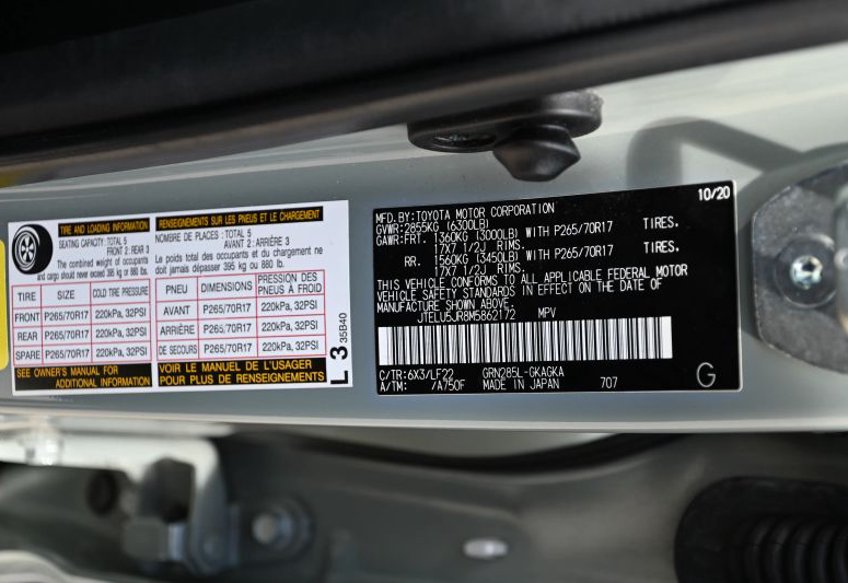 TIRE AND LOADING INFORMATION
SEATING CAPACITY: TOTAL 5
FRONT 2: REAR 3
The combined weight of occupants
and cargo should never exceed 395 kg or 880 lb.
TIRE SIZE COLD TIRE PRESSURE
FRONT P265/70R17 220kPa, 32PSI
REAR P265/70R17 220kPa, 32PSI
SPARE P265/70R17 220kPa, 32PSI
SEE OWNER'S MANUAL FOR
ADDITIONAL INFORMATION
RENSEIGNEMENTS SUR LES PNEUS ET LE CHARGEMENT
NOMBRE DE PLACES: TOTAL 5
AVANT 2: ARRIÈRE 3
Le poids total des occupants et du chargement ne
doit jamais dépasser 395 kg ou 880 lb.
PNEU DIMENSIONS PRESSION DES
PNEUS À FROID
AVANT P265/70R17 220kPa, 32PSI
ARRIÈRE P265/70R17 220kPa, 32PSI
DE SECOURS P265/70R17 220kPa, 32PSI
VOIR LE MANUEL DE L'USAGER
POUR PLUS DE RENSEIGNEMENTS
L 3 35B40
10/20
MFD.BY:TOYOTA MOTOR CORPORATION
GVWR:2855KG (6300LB)
GAWR:FRT. 1360KG (3000LB) WITH P265/70R17 TIRES.
17X7 1/2J RIMS.
RR. 1560KG (3450LB) WITH P265/70R17 TIRES.
17X7 1/2J RIMS.
THIS VEHICLE CONFORMS TO ALL APPLICABLE FEDERAL MOTOR
VEHICLE SAFETY STANDARDS IN EFFECT ON THE DATE OF
MANUFACTURE SHOWN ABOVE.
JTELU5JR8M5862172 MPV
C/TR:6X3/LF22 GRN285L-GKAGKA
A/TM: /A750F MADE IN JAPAN 707
G